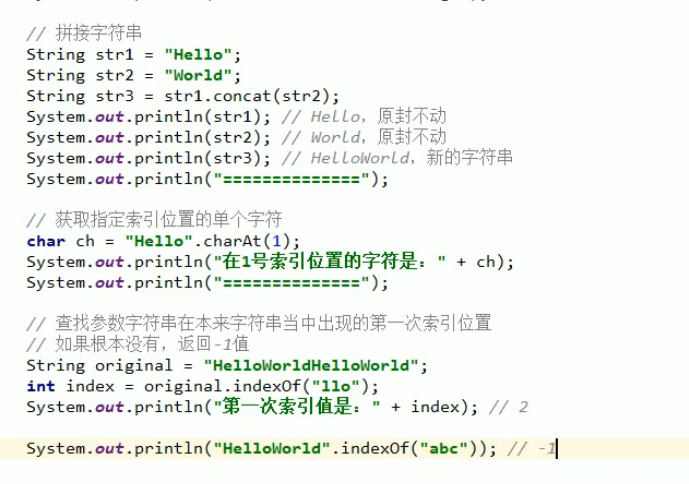 // 拼接字符串
String str1 = "Hello";
String str2 = "World";
String str3 = str1.concat(str2);
System.out.println(str1); // Hello，原封不动
System.out.println(str2); // World，原封不动
System.out.println(str3); // HelloWorld，新的字符串
System.out.println("==============");
// 获取指定索引位置的单个字符
char ch = "Hello".charAt(1);
System.out.println("在1号索引位置的字符是：" + ch);
System.out.println("==============");
// 查找参数字符串在本来字符串当中出现的第一次索引位置
// 如果根本没有，返回-1值
String original = "HelloWorldHelloWorld";
int index = original.indexOf("llo");
System.out.println("第一次索引值是：" + index); // 2
System.out.println("HelloWorld".indexOf("abc")); // -1